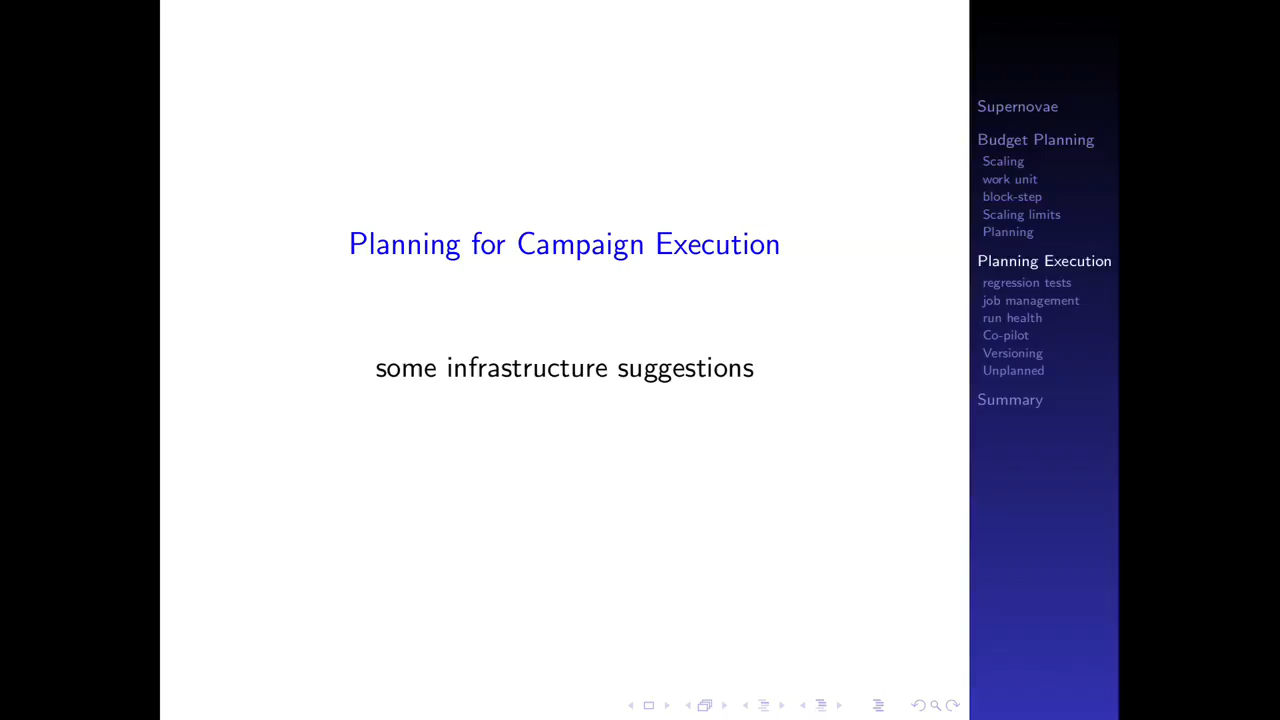 Planning for Campaign Execution
some infrastructure suggestions
Supernovae
Budget Planning
Scaling
work unit
block-step
Scaling limits
Planning
Planning Execution
regression tests
job management
run health
Co-pilot
Versioning
Unplanned
Summary